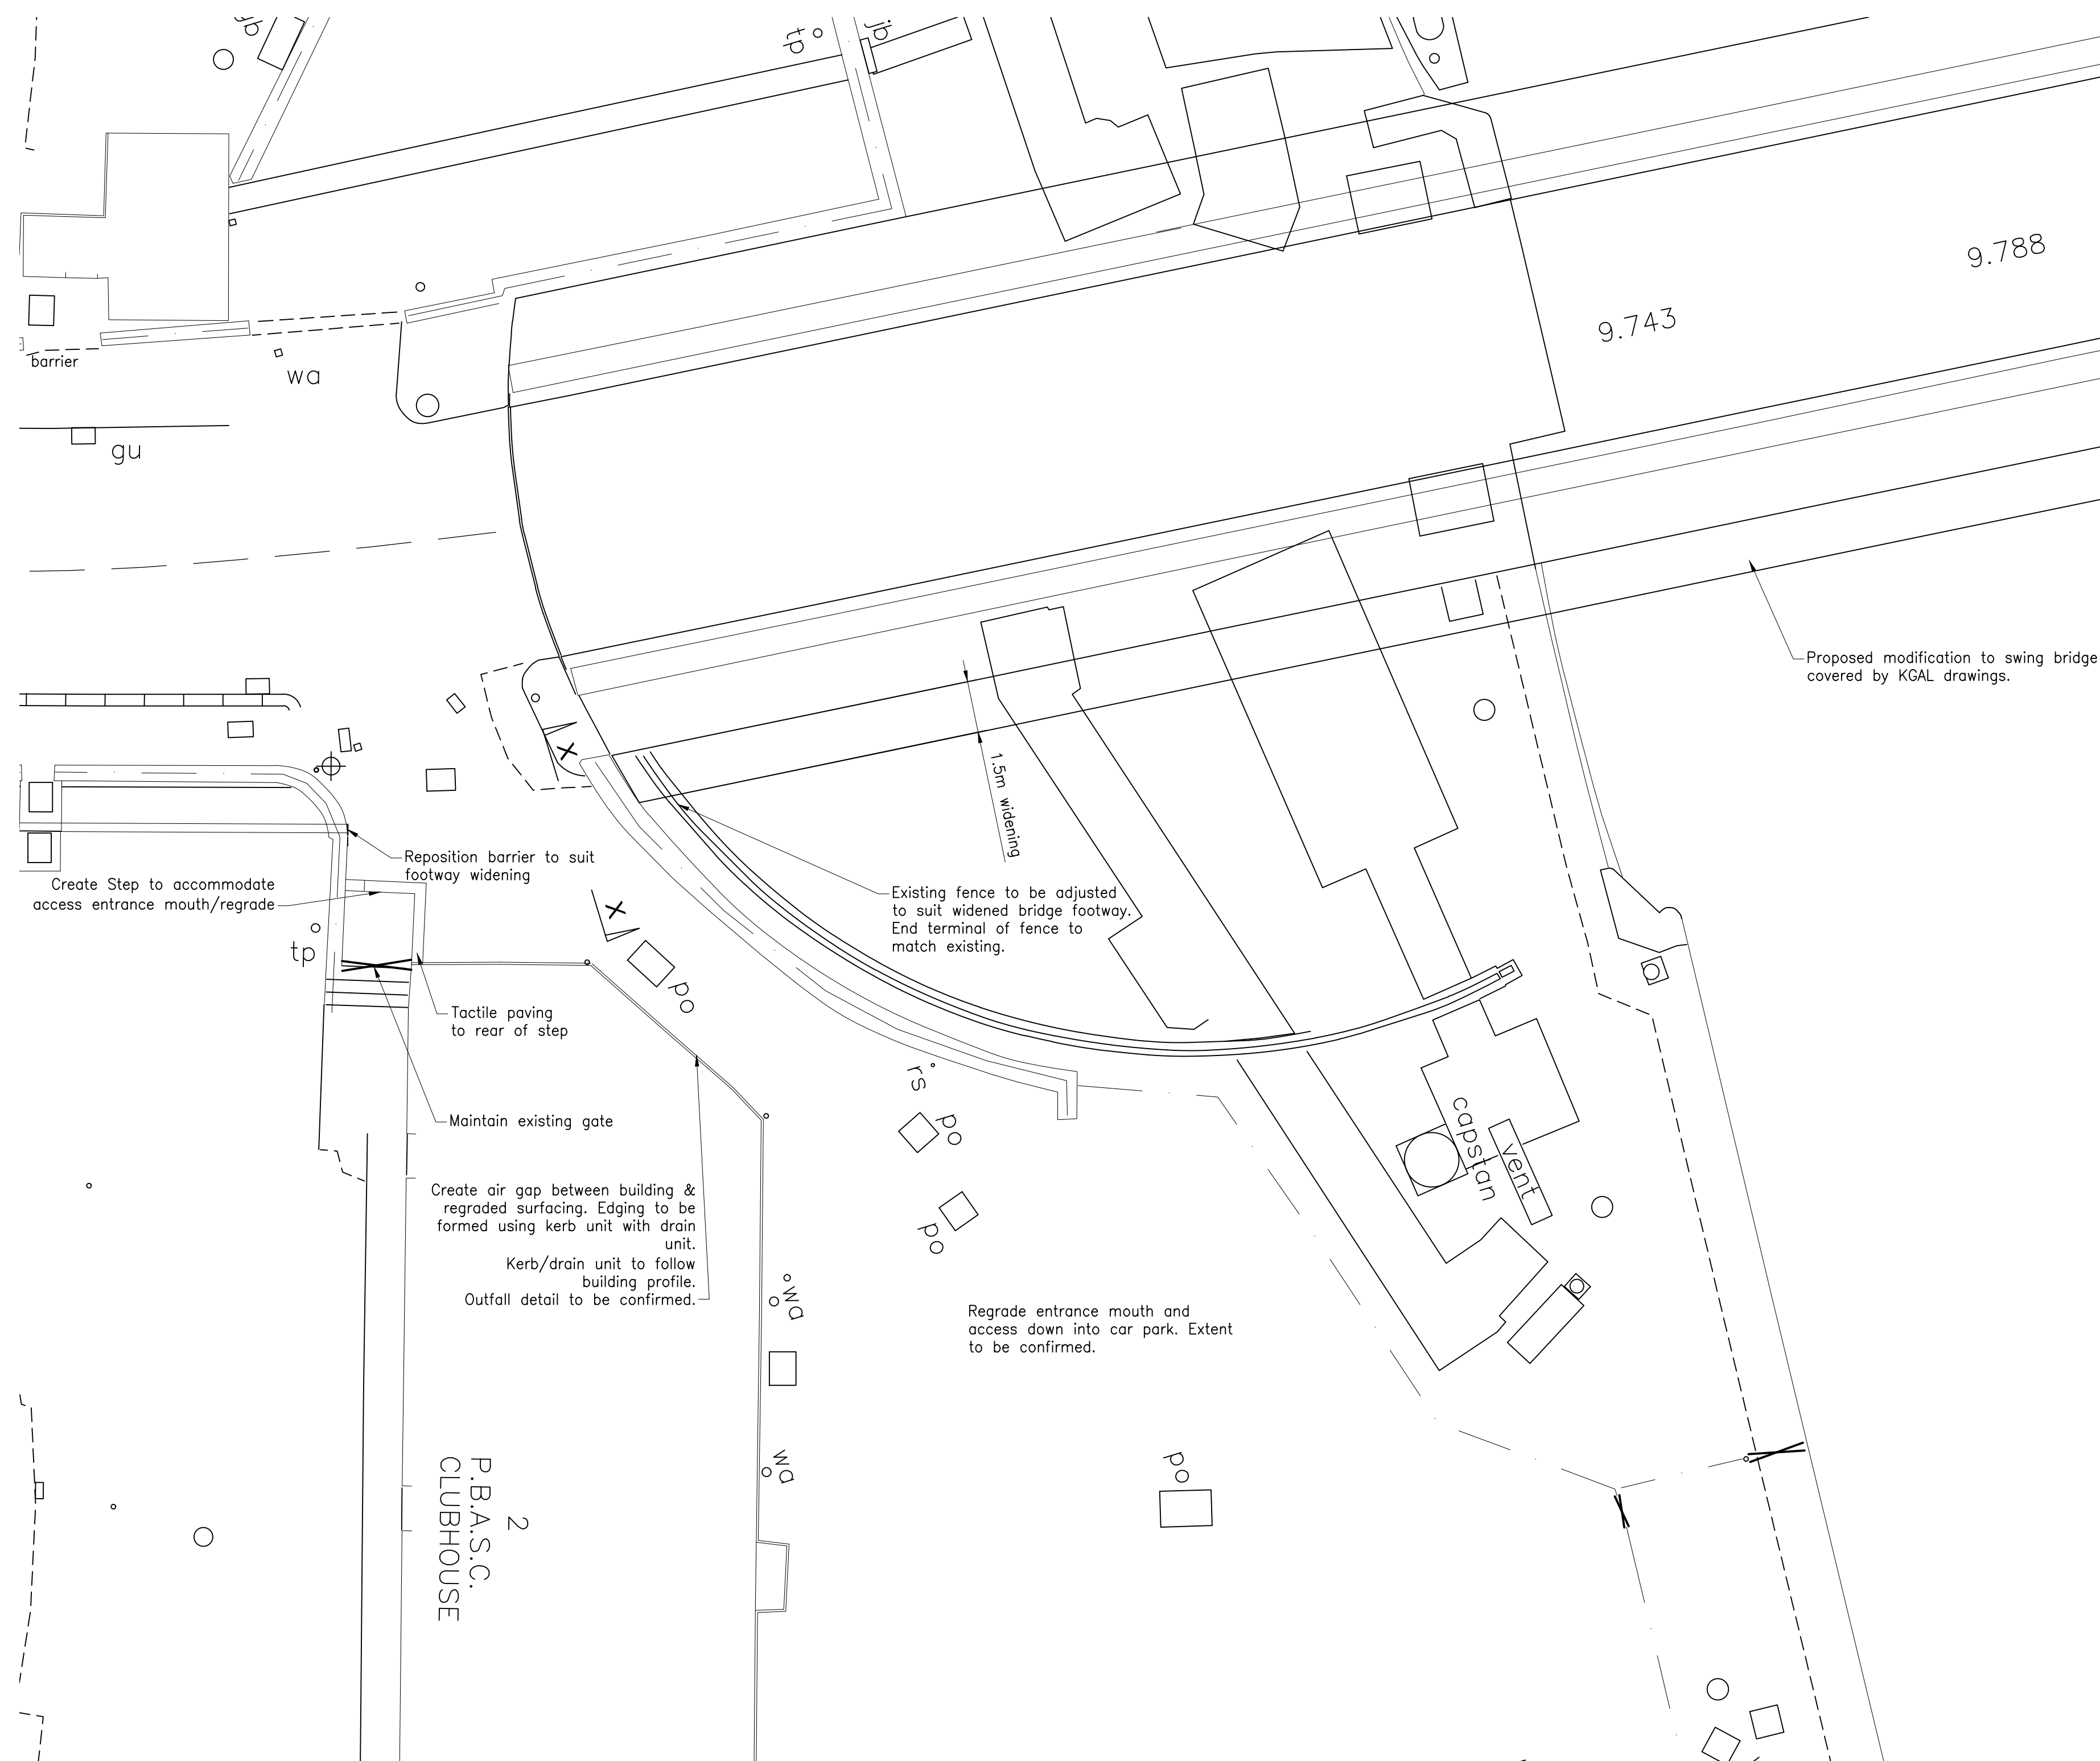 gb
tp
jb
9.788
9.743
barrier
wa
gu
Proposed modification to swing bridge
covered by KGAL drawings.
X
1.5m widening
Reposition barrier to suit
footway widening
Create Step to accommodate
access entrance mouth/regrade
Existing fence to be adjusted
to suit widened bridge footway.
End terminal of fence to
match existing.
X
tp
po
Tactile paving
to rear of step
rs
po
Maintain existing gate
capstan
vent
Create air gap between building &
regraded surfacing. Edging to be
formed using kerb unit with drain
unit.
Kerb/drain unit to follow
building profile.
Outfall detail to be confirmed.
po
wa
Regrade entrance mouth and
access down into car park. Extent
to be confirmed.
wa
po
2
P.B.A.S.C.
CLUBHOUSE